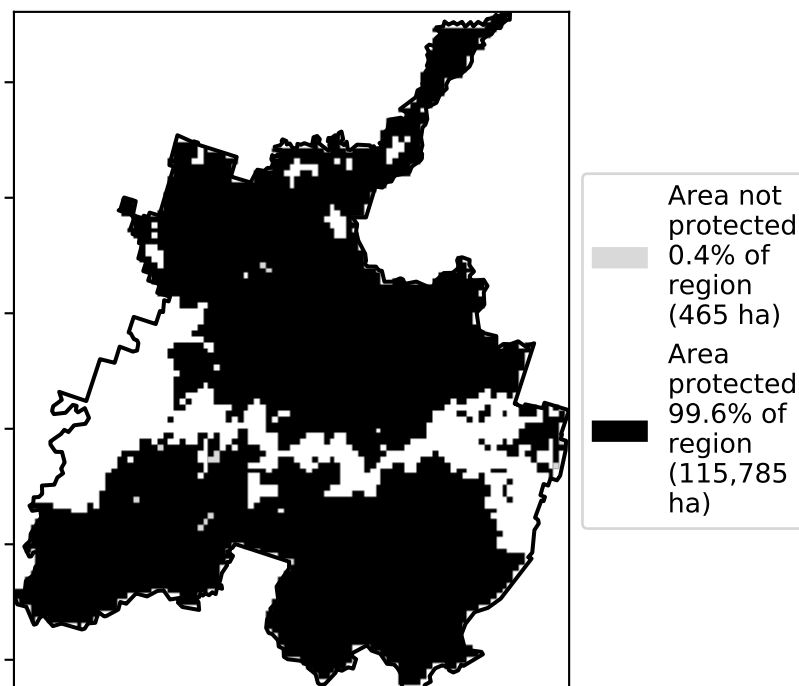 Area not
protected
0.4% of
region
(465 ha)
Area
protected
99.6% of
region
(115,785
ha)